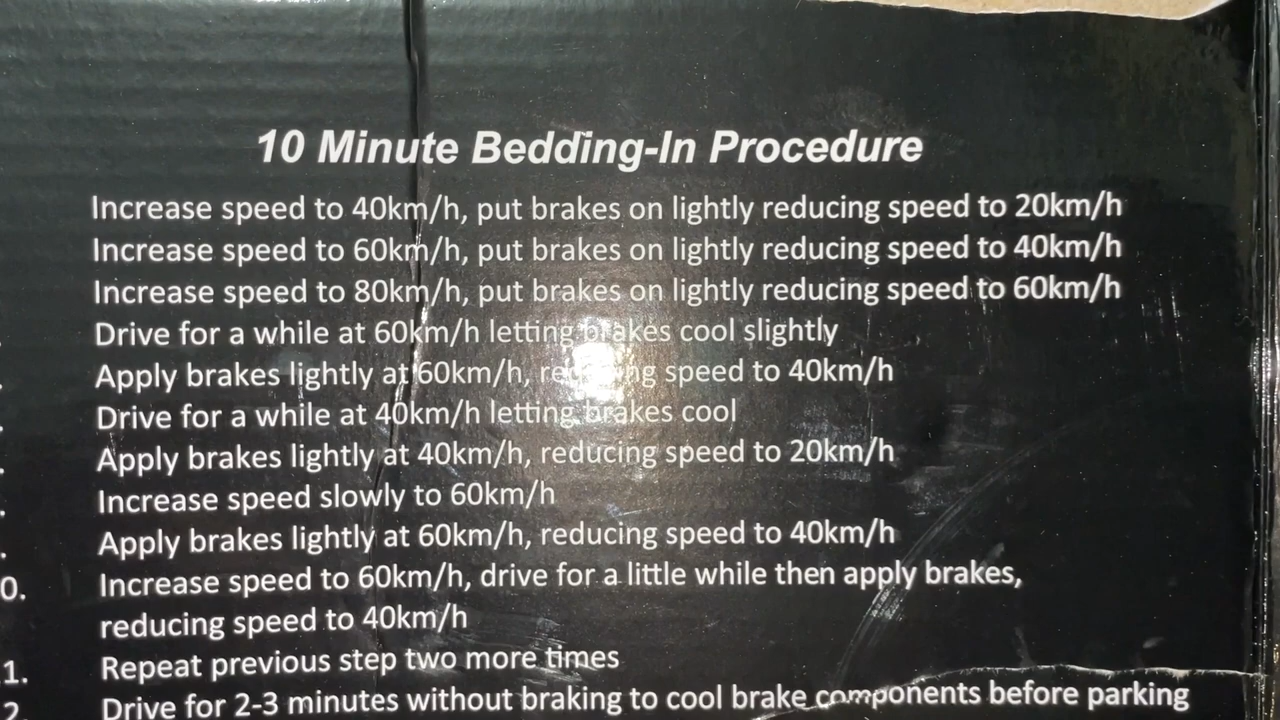 10 Minute Bedding-In Procedure
Increase speed to 40km/h, put brakes on lightly reducing speed to 20km/h
Increase speed to 60km/h, put brakes on lightly reducing speed to 40km/h
Increase speed to 80km/h, put brakes on lightly reducing speed to 60km/h
. Drive for a while at 60km/h letting brakes cool slightly
. Apply brakes lightly at 60km/h, reducing speed to 40km/h
. Drive for a while at 40km/h letting brakes cool
. Apply brakes lightly at 40km/h, reducing speed to 20km/h
. Increase speed slowly to 60km/h
. Apply brakes lightly at 60km/h, reducing speed to 40km/h
0. Increase speed to 60km/h, drive for a little while then apply brakes,
reducing speed to 40km/h
1. Repeat previous step two more times
2. Drive for 2-3 minutes without braking to cool brake components before parking